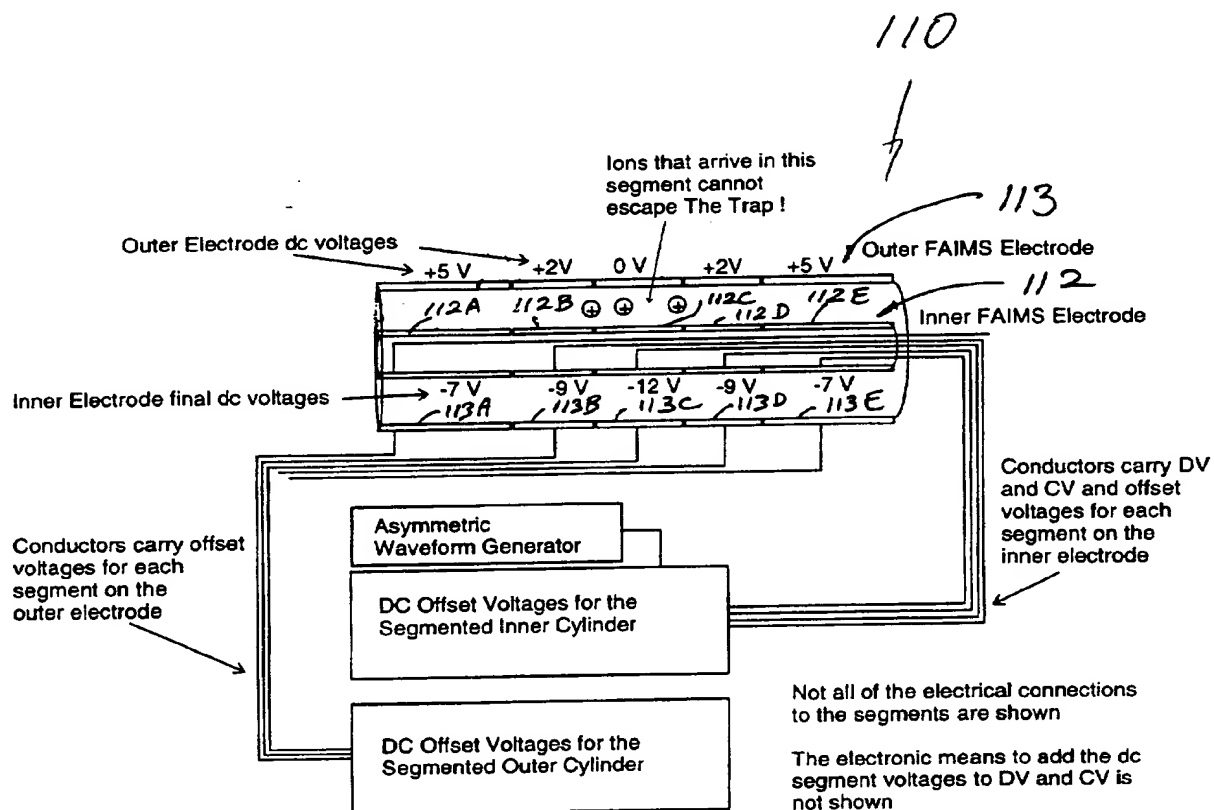 110
Ions that arrive in this
segment cannot
escape The Trap !
113
Outer Electrode dc voltages
Outer FAIMS Electrode
+5 V
+2V
0 V
+2V
+5 V
112
112A
112B
112C
112D
112E
Inner FAIMS Electrode
Inner Electrode final dc voltages
-7 V
-9 V
-12 V
-9 V
-7 V
113A
113B
113C
113D
113E
Conductors carry DV
and CV and offset
voltages for each
segment on the
inner electrode
Asymmetric
Waveform Generator
Conductors carry offset
voltages for each
segment on the
outer electrode
DC Offset Voltages for the
Segmented Inner Cylinder
Not all of the electrical connections
to the segments are shown
DC Offset Voltages for the
Segmented Outer Cylinder
The electronic means to add the dc
segment voltages to DV and CV is
not shown